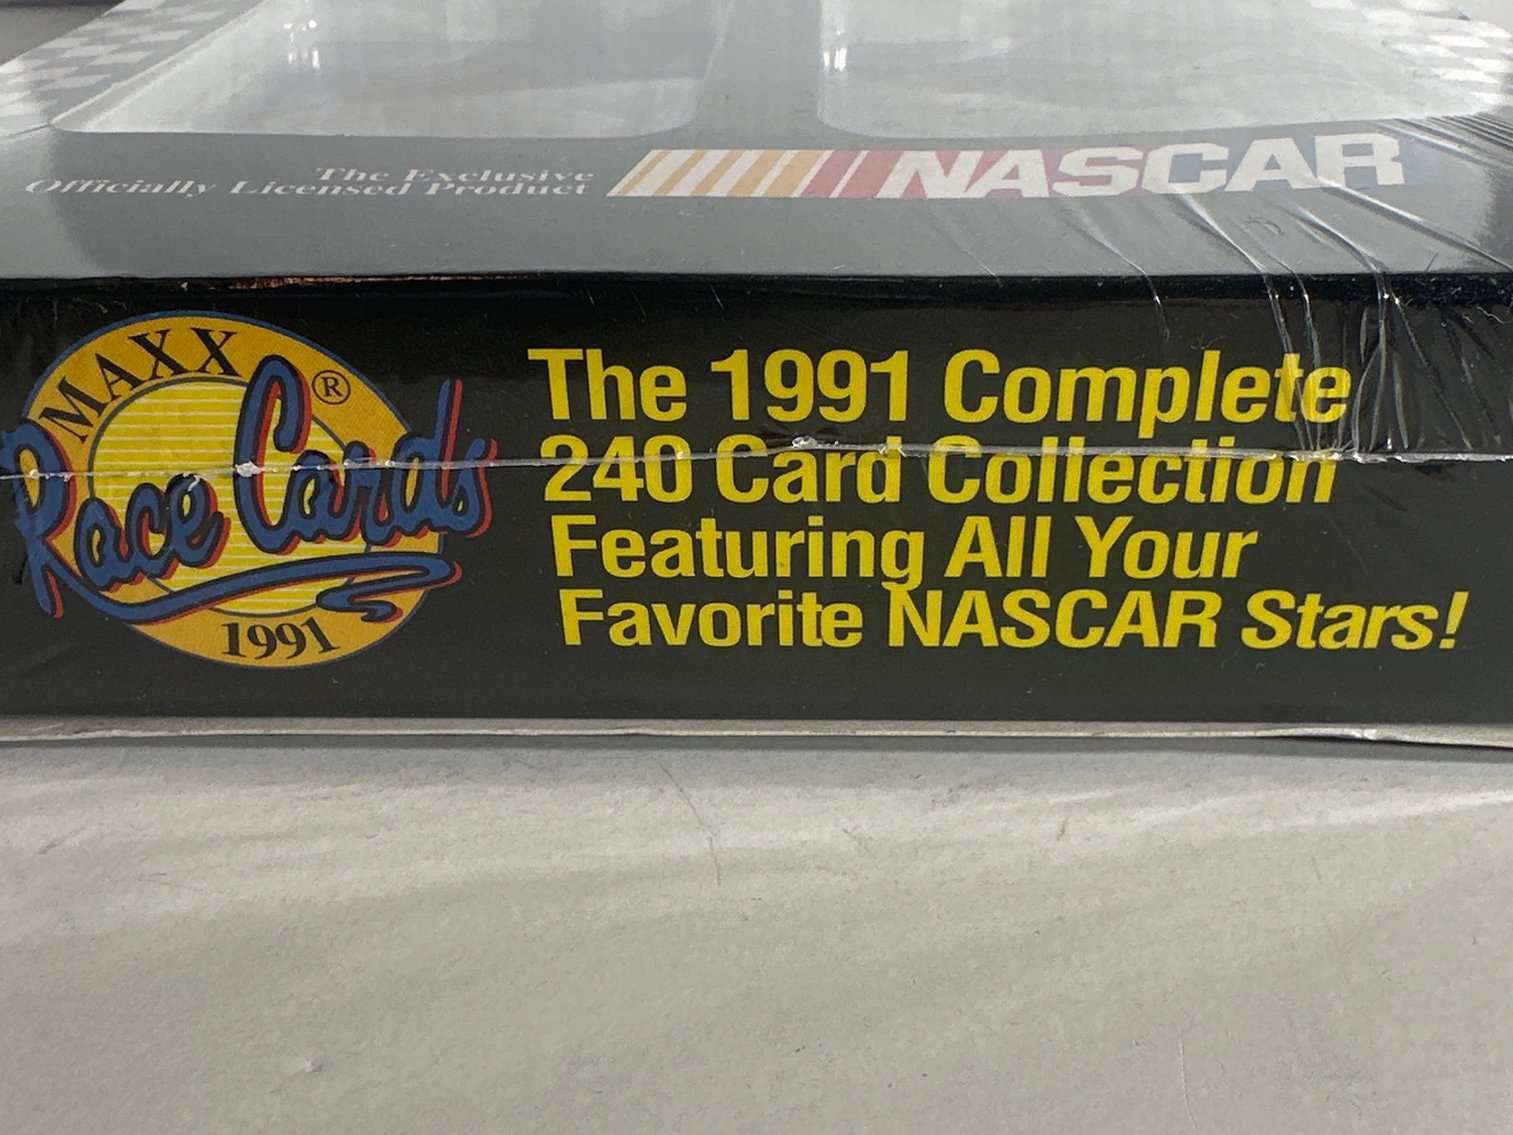 The Exclusive
Officially Licensed Product
NASCAR
MAXX
®
Race Cards
1991
The 1991 Complete
240 Card Collection
Featuring All Your
Favorite NASCAR Stars!